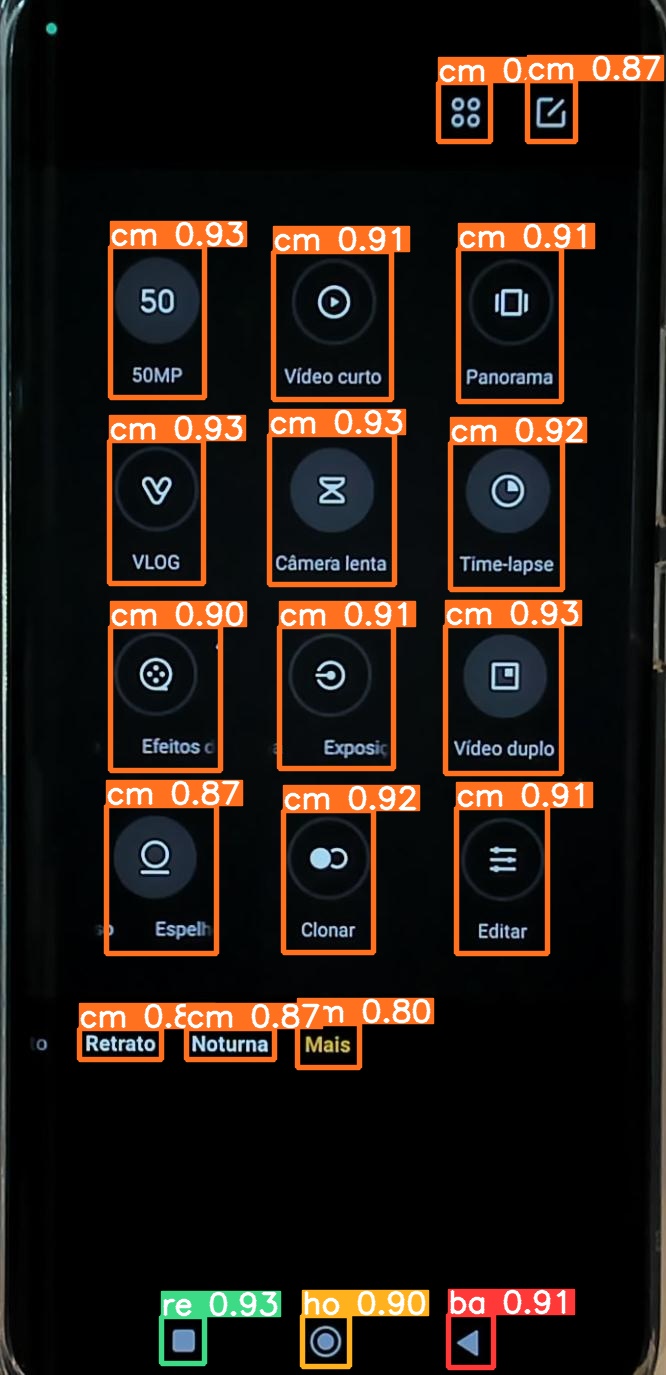 cm 0.
cm 0.87
cm 0.93
cm 0.91
cm 0.91
50
50MP
Vídeo curto
Panorama
cm 0.93
cm 0.93
cm 0.92
VLOG
Câmera lenta
Time-lapse
cm 0.90
cm 0.91
cm 0.93
Efeitos d
Exposiç
Vídeo duplo
cm 0.87
cm 0.92
cm 0.91
so
Espelh
Clonar
Editar
cm 0.8
cm 0.87
m 0.80
to
Retrato
Noturna
Mais
re 0.93
ho 0.90
ba 0.91